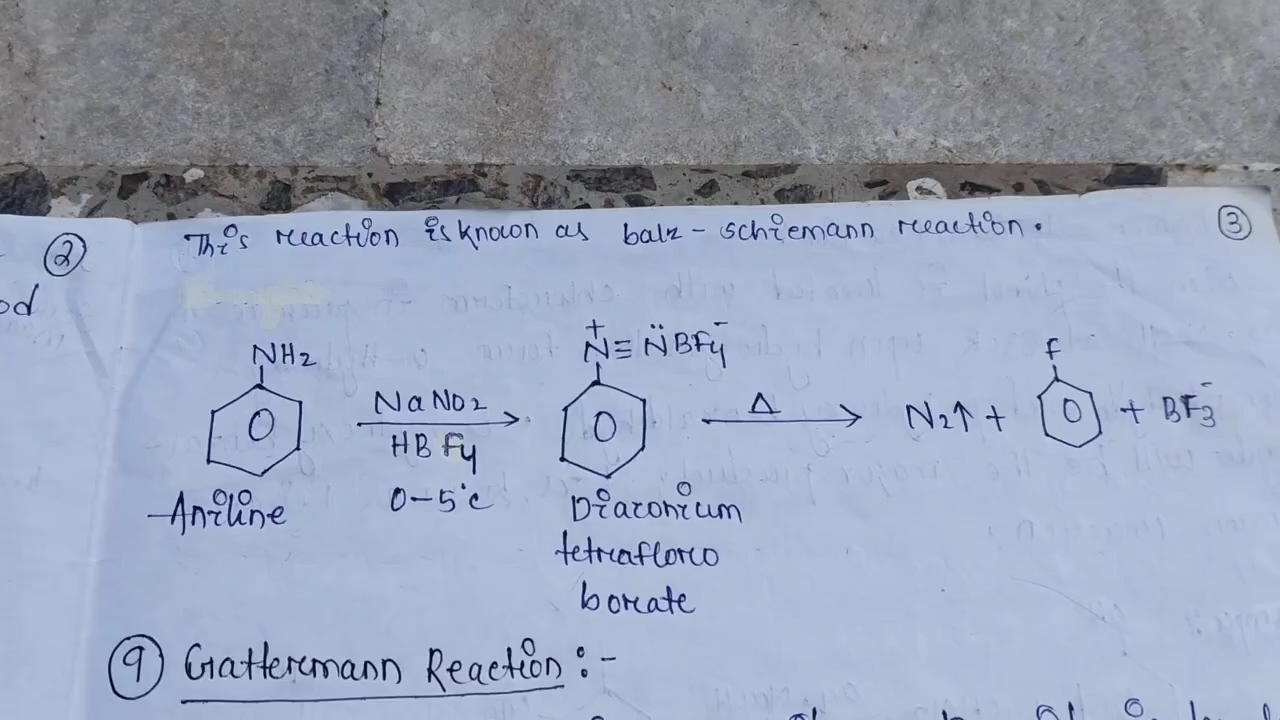 ②
③
od
This reaction is known as balz - schiemann reaction.
NH2
NaNO2
HBF4
0-5°c
+
N≡N̈BF4⁻
Δ
N2↑ +
F
+ BF3⁻
Aniline
Diazonium
tetrafloro
borate
⑨ Gattermann Reaction :-